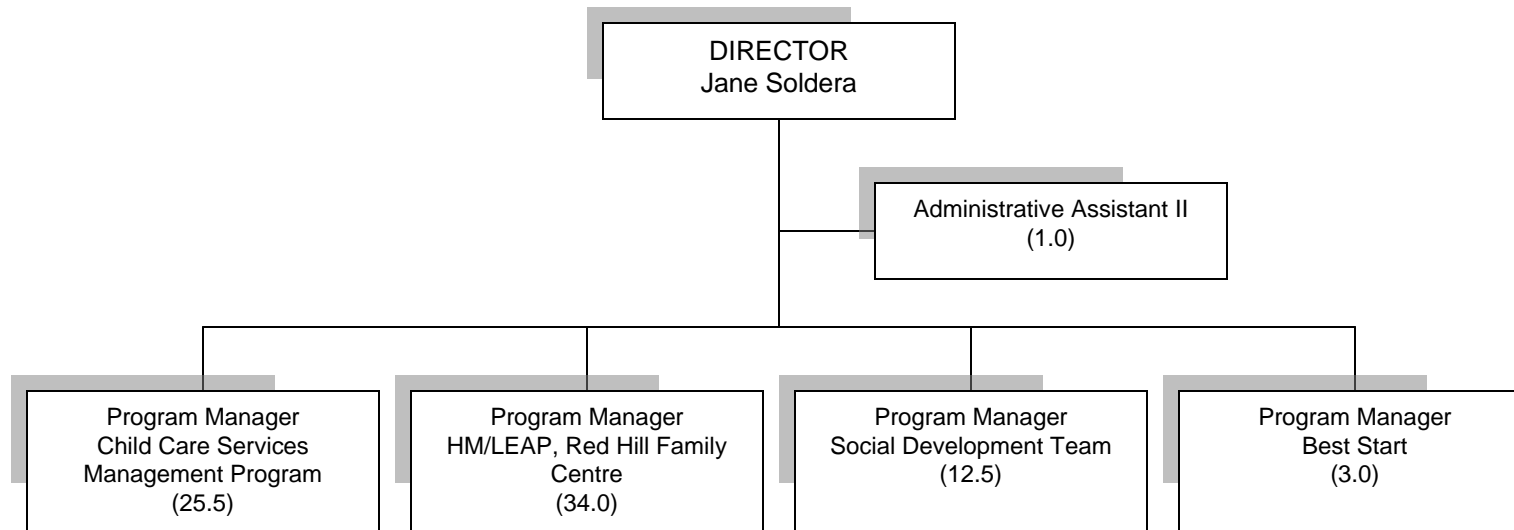 DIRECTOR
Jane Soldera
Administrative Assistant II
(1.0)
Program Manager
Child Care Services
Management Program
(25.5)
Program Manager
HM/LEAP, Red Hill Family
Centre
(34.0)
Program Manager
Social Development Team
(12.5)
Program Manager
Best Start
(3.0)